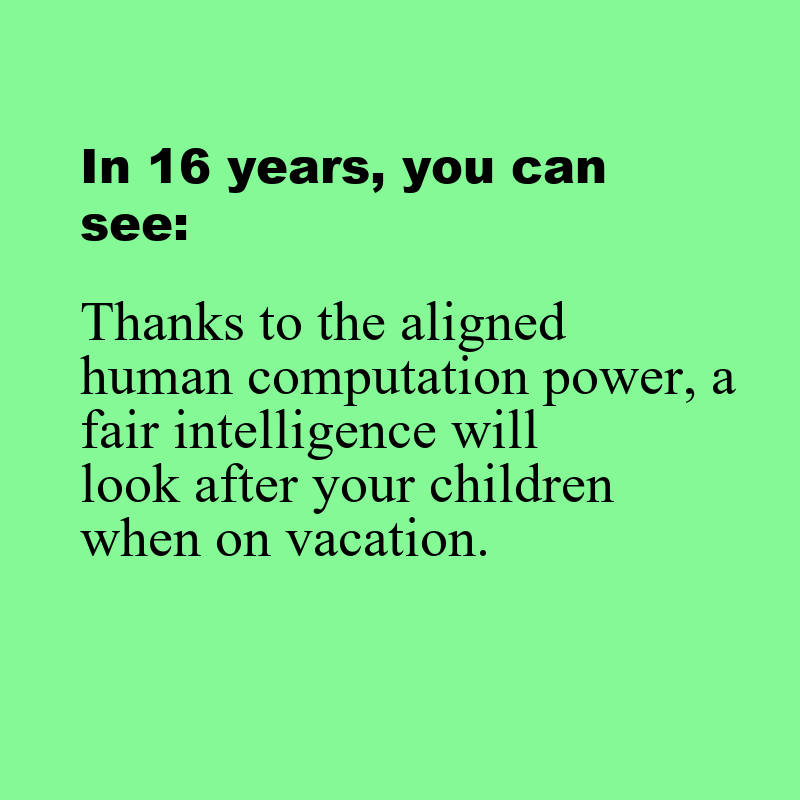 In 16 years, you can
see:
Thanks to the aligned
human computation power, a
fair intelligence will
look after your children
when on vacation.